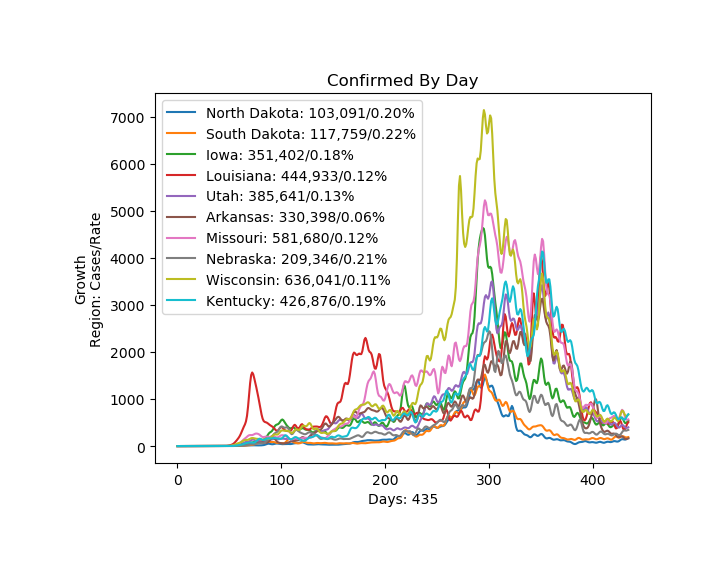 Confirmed By Day
Growth
Region: Cases/Rate
7000
6000
5000
4000
3000
2000
1000
0
North Dakota: 103,091/0.20%
South Dakota: 117,759/0.22%
Iowa: 351,402/0.18%
Louisiana: 444,933/0.12%
Utah: 385,641/0.13%
Arkansas: 330,398/0.06%
Missouri: 581,680/0.12%
Nebraska: 209,346/0.21%
Wisconsin: 636,041/0.11%
Kentucky: 426,876/0.19%
0 100 200 300 400
Days: 435